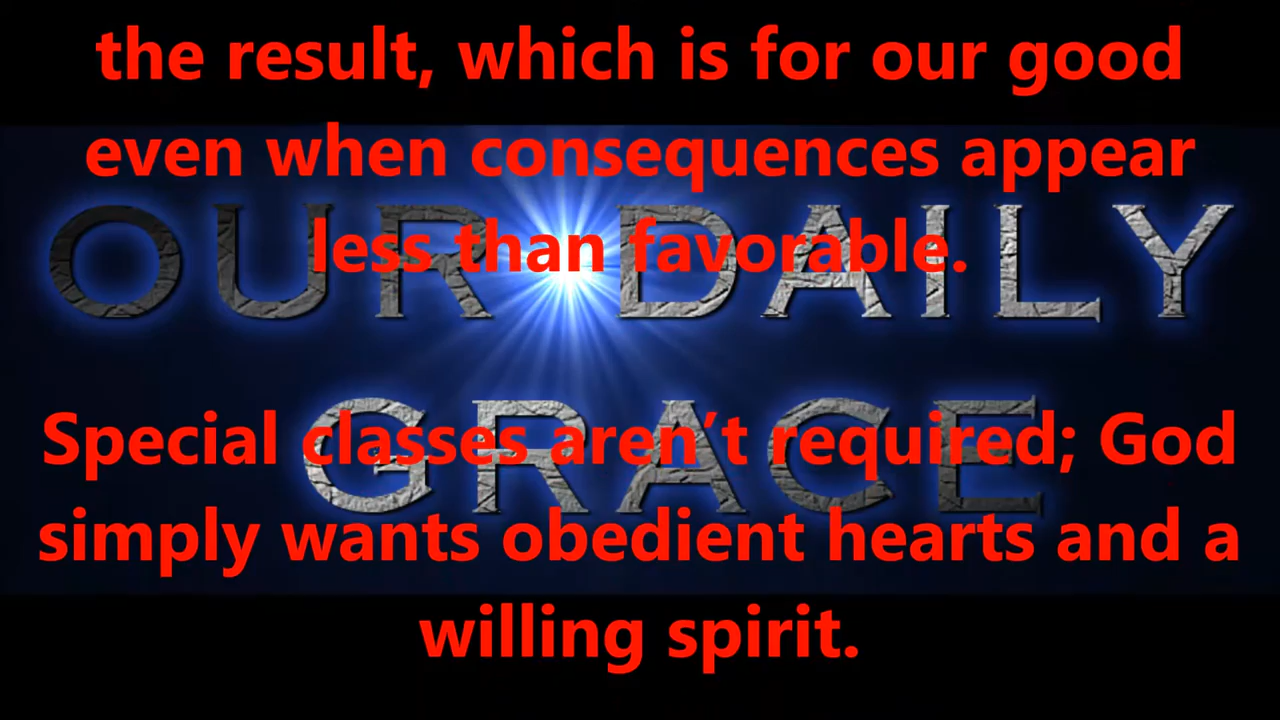 the result, which is for our good
even when consequences appear
less than favorable.
OUR DAILY
GRACE
Special classes aren’t required; God
simply wants obedient hearts and a
willing spirit.